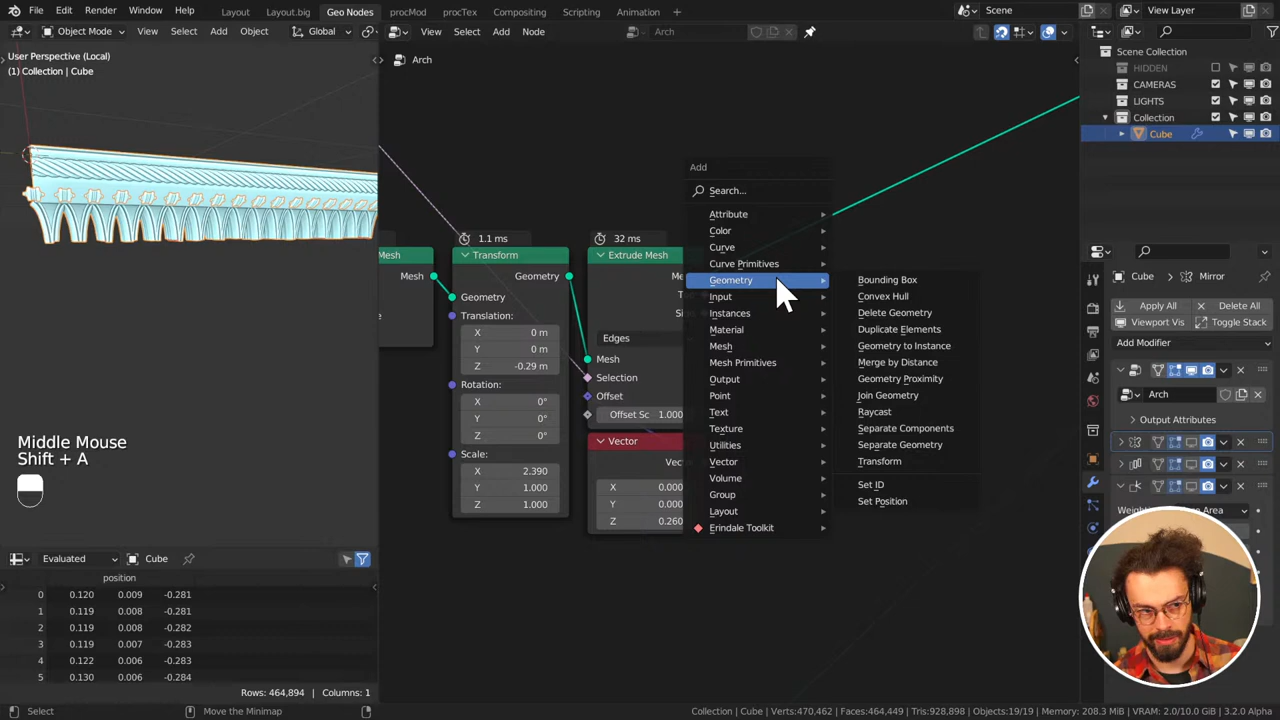 File Edit Render Window Help Layout Layout.big Geo Nodes procMod procTex Compositing Scripting Animation + Scene View Layer
Object Mode View Select Add Object Global View Select Add Node Arch
User Perspective (Local)
(1) Collection | Cube
Arch
Scene Collection
HIDDEN
CAMERAS
LIGHTS
Collection
Cube
Add
Search...
Attribute
Color
Curve
Curve Primitives
Geometry
Input
Instances
Material
Mesh
Mesh Primitives
Output
Point
Text
Texture
Utilities
Vector
Volume
Group
Layout
Erindale Toolkit
Bounding Box
Convex Hull
Delete Geometry
Duplicate Elements
Geometry to Instance
Merge by Distance
Geometry Proximity
Join Geometry
Raycast
Separate Components
Separate Geometry
Transform
Set ID
Set Position
Mesh
Mesh
1.1 ms
Transform
Geometry
Geometry
Translation:
X 0 m
Y 0 m
Z -0.29 m
Rotation:
X 0°
Y 0°
Z 0°
Scale:
X 2.390
Y 1.000
Z 1.000
32 ms
Extrude Mesh
Edges
Mesh
Selection
Offset
Offset Sc 1.000
Vector
X 0.000
Y 0.000
Z 0.260
Cube Mirror
Apply All Delete All
Viewport Vis Toggle Stack
Add Modifier
Arch
Output Attributes
Middle Mouse
Shift + A
Evaluated Cube
position
0 0.120 0.009 -0.281
1 0.119 0.008 -0.281
2 0.119 0.008 -0.282
3 0.119 0.007 -0.283
4 0.122 0.006 -0.283
5 0.130 0.006 -0.284
Rows: 464,894 | Columns: 1
Select Move the Minimap Collection | Cube | Verts:470,462 | Faces:464,449 | Tris:928,898 | Objects:19/19 | Memory: 208.3 MiB | VRAM: 2.0/10.0 GiB | 3.2.0 Alpha